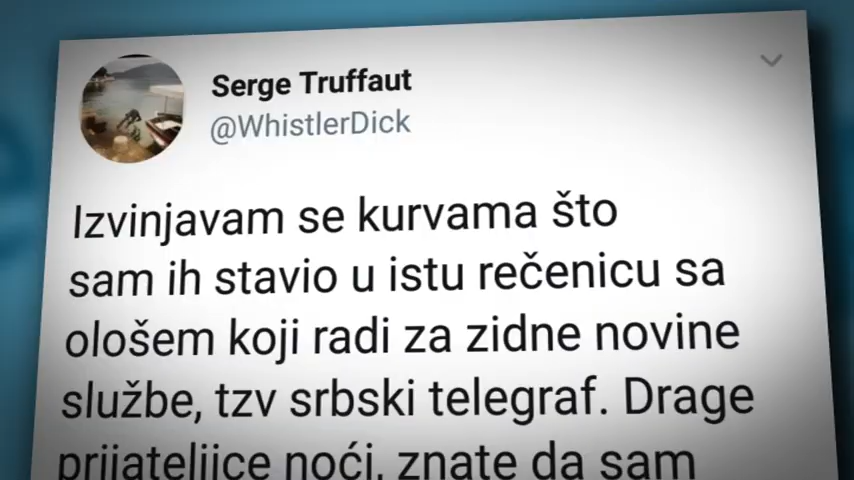 Serge Truffaut
@WhistlerDick
Izvinjavam se kurvama što
sam ih stavio u istu rečenicu sa
ološem koji radi za zidne novine
službe, tzv srbski telegraf. Drage
prijateljice noći, znate da sam